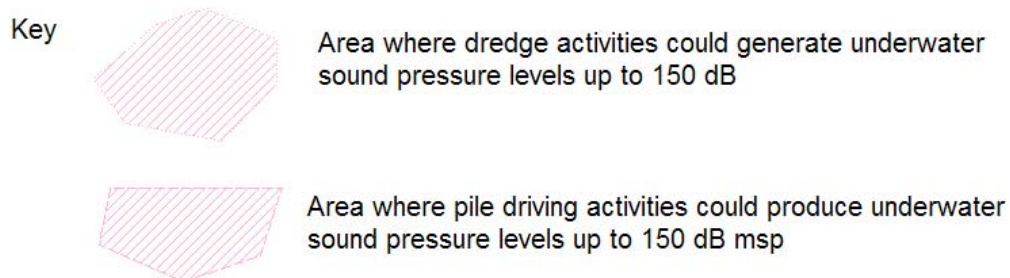 Key
Area where dredge activities could generate underwater
sound pressure levels up to 150 dB
Area where pile driving activities could produce underwater
sound pressure levels up to 150 dB msp